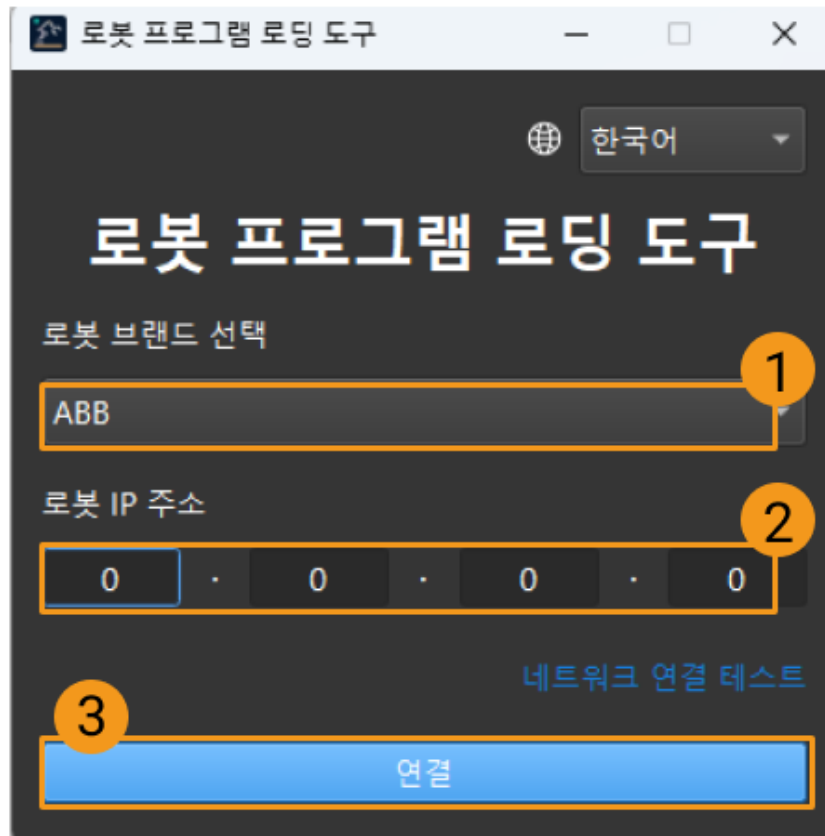 로봇 프로그램 로딩 도구
한국어
로봇 프로그램 로딩 도구
로봇 브랜드 선택
1
ABB
로봇 IP 주소
2
0 . 0 . 0 . 0
네트워크 연결 테스트
3
연결